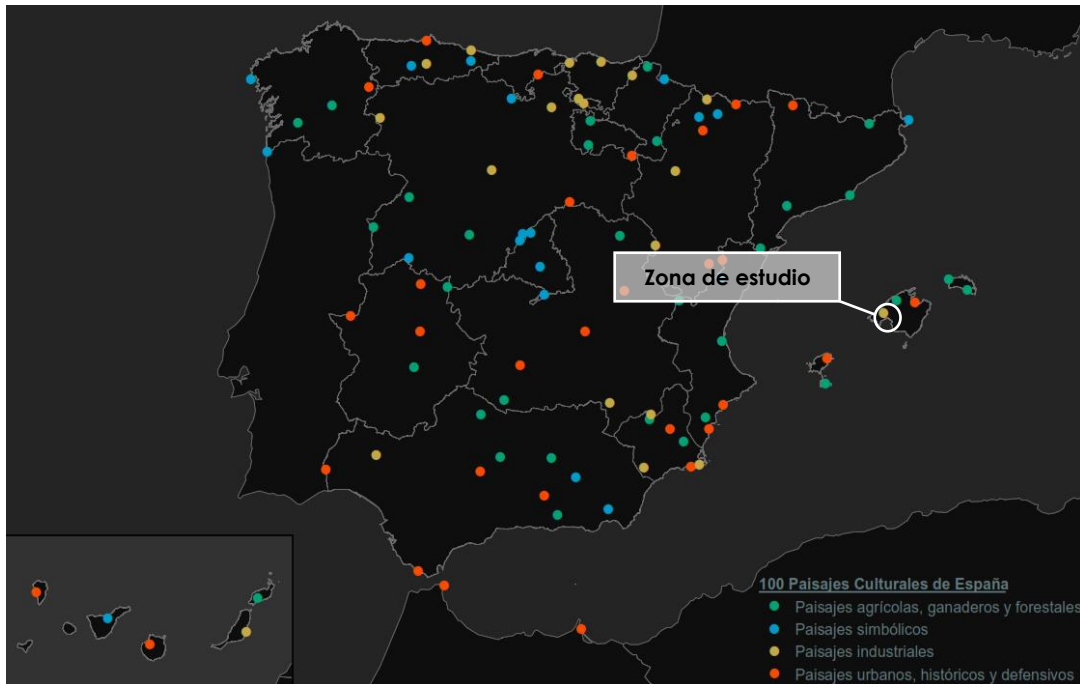 Zona de estudio
100 Paisajes Culturales de España
Paisajes agrícolas, ganaderos y forestales
Paisajes simbólicos
Paisajes industriales
Paisajes urbanos, históricos y defensivos